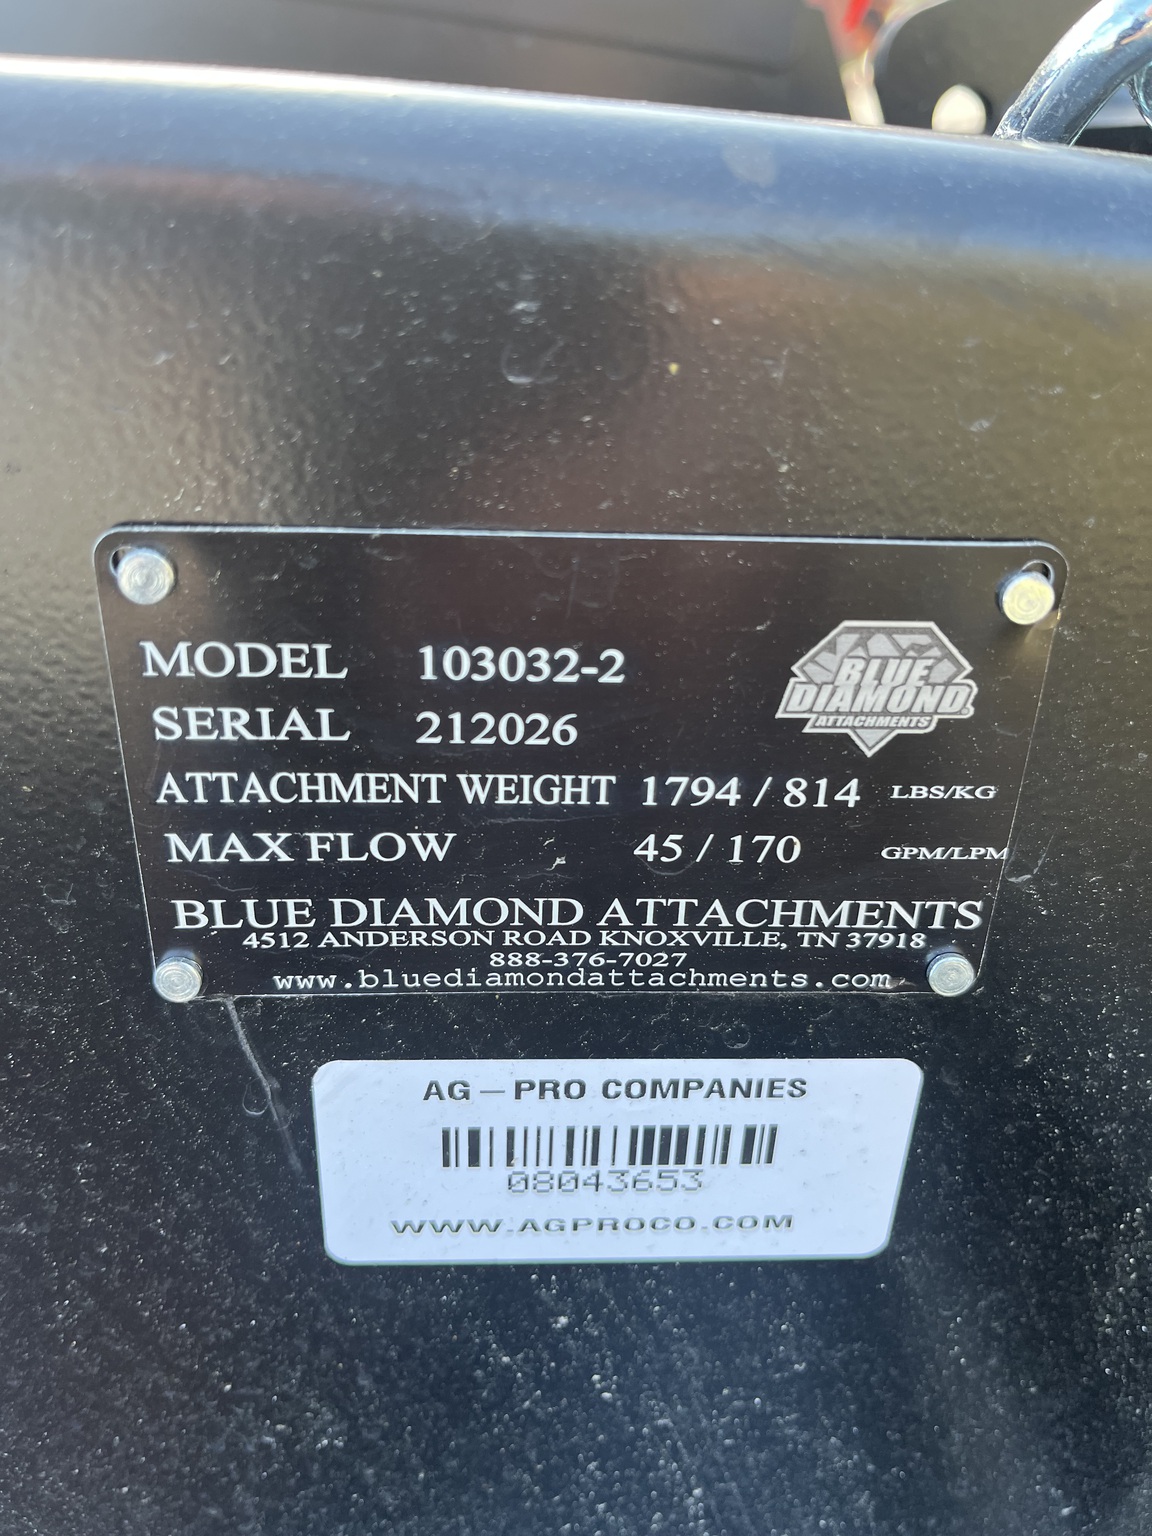 MODEL 103032-2
BLUE
DIAMOND
ATTACHMENTS
SERIAL 212026
ATTACHMENT WEIGHT 1794 / 814 LBS/KG
MAX FLOW 45 / 170 GPM/LPM
BLUE DIAMOND ATTACHMENTS
4512 ANDERSON ROAD KNOXVILLE, TN 37918
888-376-7027
www.bluediamondattachments.com
AG-PRO COMPANIES
08043653
WWW.AGPROCO.COM